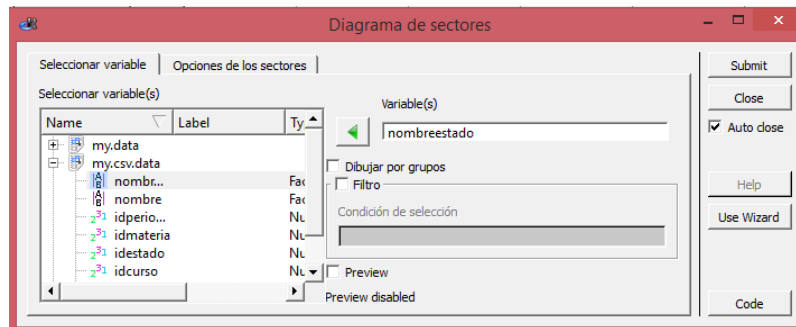 Diagrama de sectores
Seleccionar variable
Opciones de los sectores
Seleccionar variable(s)
Name Label Ty
my.data
my.csv.data
nombr... Fac
nombre Fac
idperio... Nu
idmateria Nu
idestado Nu
idcurso Nu
Variable(s)
nombreestado
Dibujar por grupos
Filtro
Condición de selección
Preview
Preview disabled
Submit
Close
Auto close
Help
Use Wizard
Code